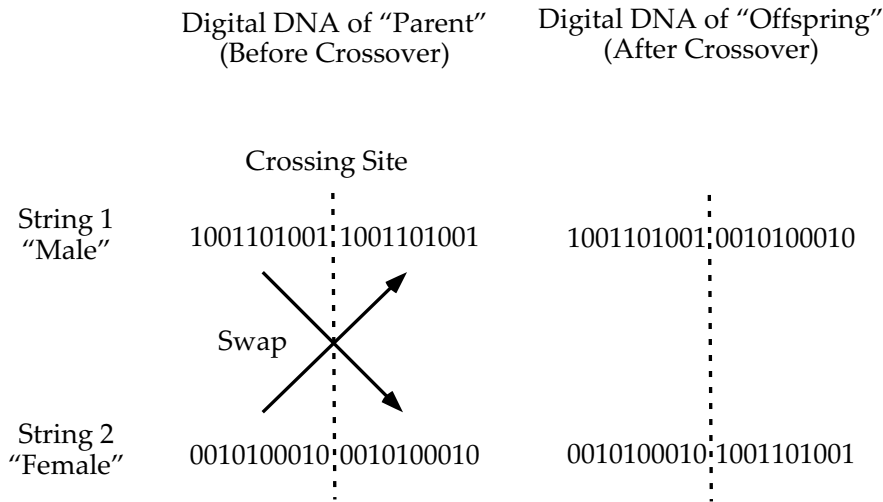 Digital DNA of “Parent”
(Before Crossover)
Digital DNA of “Offspring”
(After Crossover)
Crossing Site
String 1
“Male”
1001101001 1001101001
1001101001 0010100010
Swap
String 2
“Female”
0010100010 0010100010
0010100010 1001101001